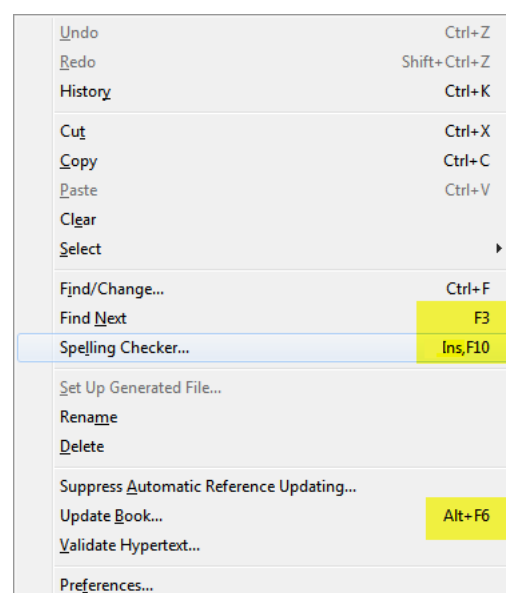 Undo Ctrl+Z
Redo Shift+Ctrl+Z
History Ctrl+K
Cut Ctrl+X
Copy Ctrl+C
Paste Ctrl+V
Clear
Select
Find/Change... Ctrl+F
Find Next F3
Spelling Checker... Ins,F10
Set Up Generated File...
Rename
Delete
Suppress Automatic Reference Updating...
Update Book... Alt+F6
Validate Hypertext...
Preferences...